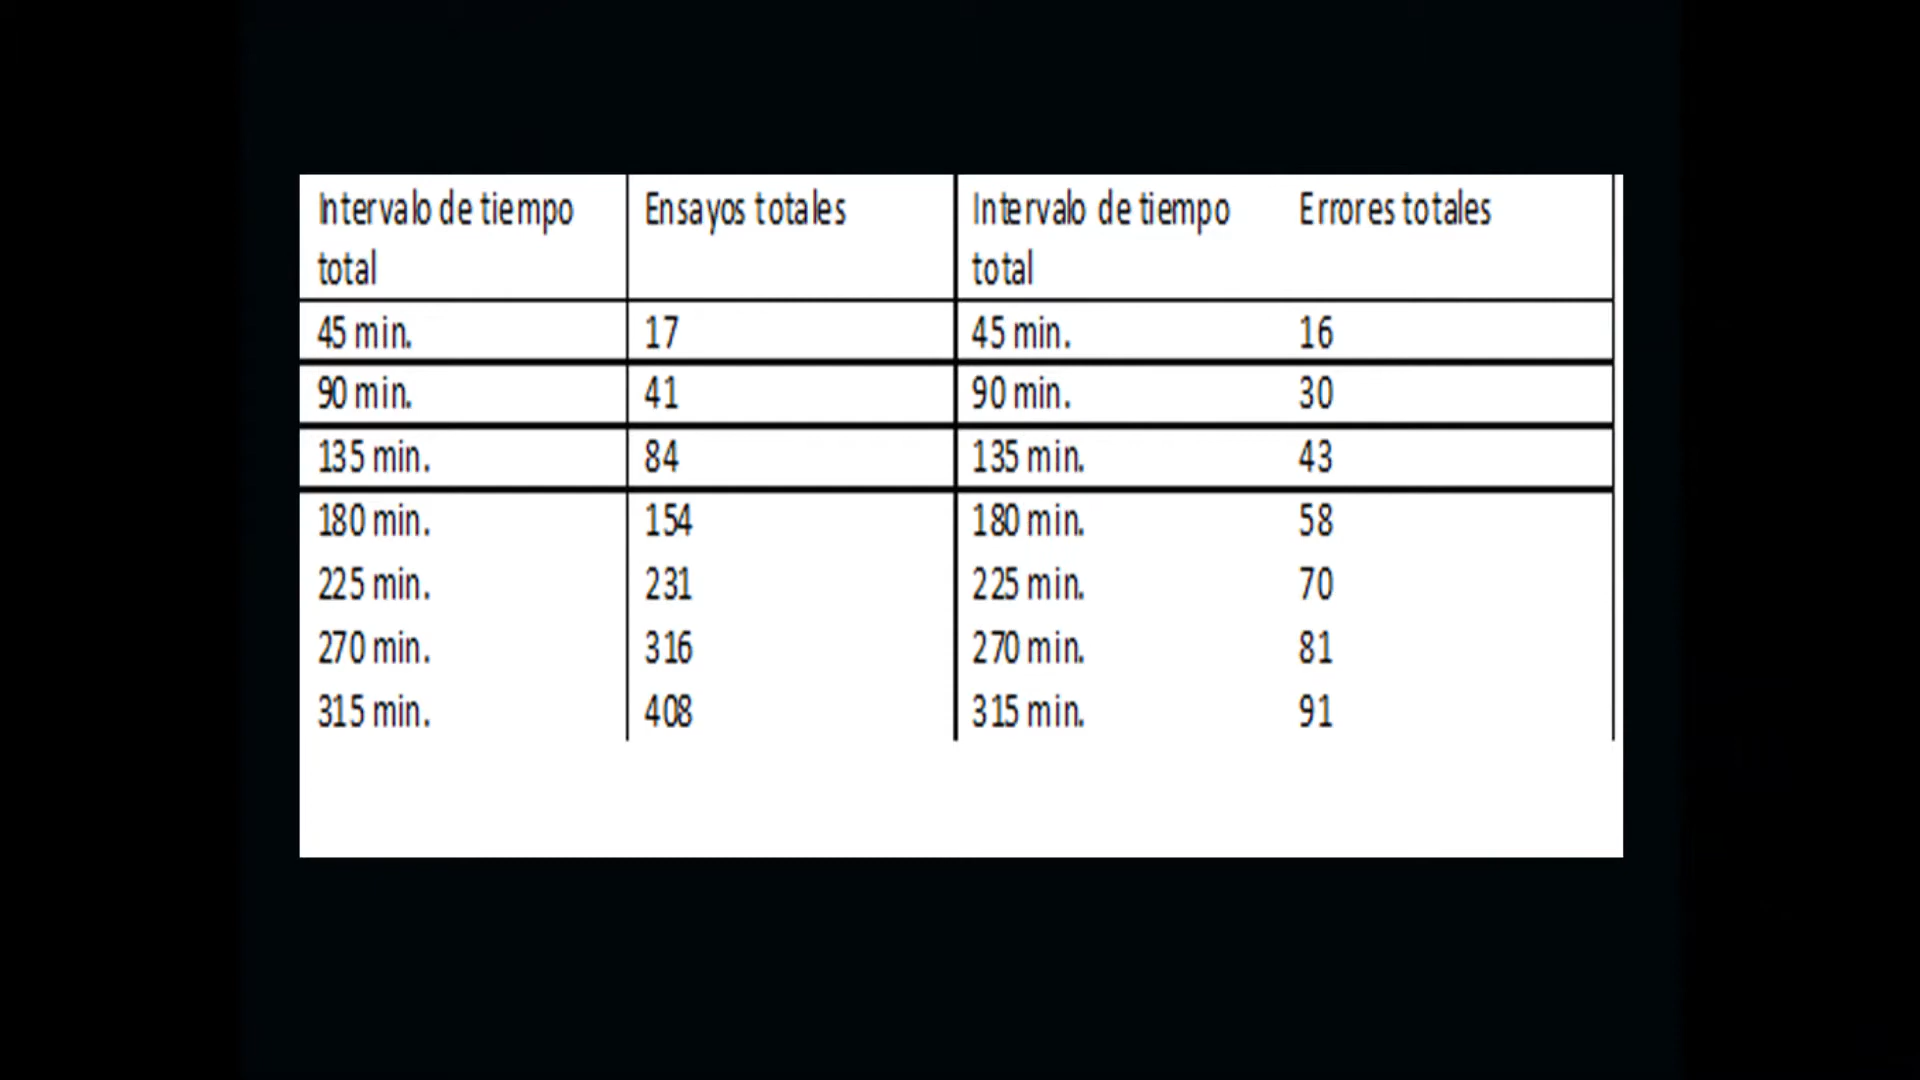 Intervalo de tiempo total Ensayos totales Intervalo de tiempo total Errores totales
45 min. 17 45 min. 16
90 min. 41 90 min. 30
135 min. 84 135 min. 43
180 min. 154 180 min. 58
225 min. 231 225 min. 70
270 min. 316 270 min. 81
315 min. 408 315 min. 91